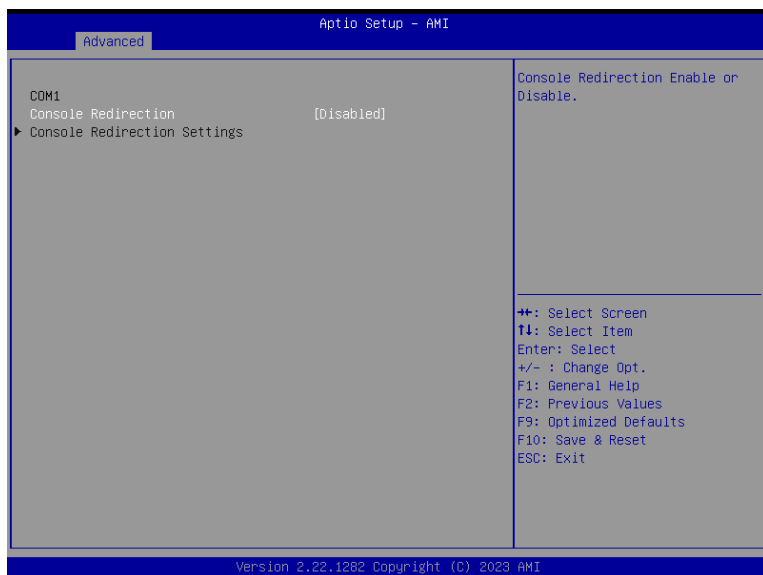 Aptio Setup – AMI
Advanced
COM1
Console Redirection [Disabled]
▶ Console Redirection Settings
Console Redirection Enable or
Disable.
→←: Select Screen
↑↓: Select Item
Enter: Select
+/- : Change Opt.
F1: General Help
F2: Previous Values
F9: Optimized Defaults
F10: Save & Reset
ESC: Exit
Version 2.22.1282 Copyright (C) 2023 AMI